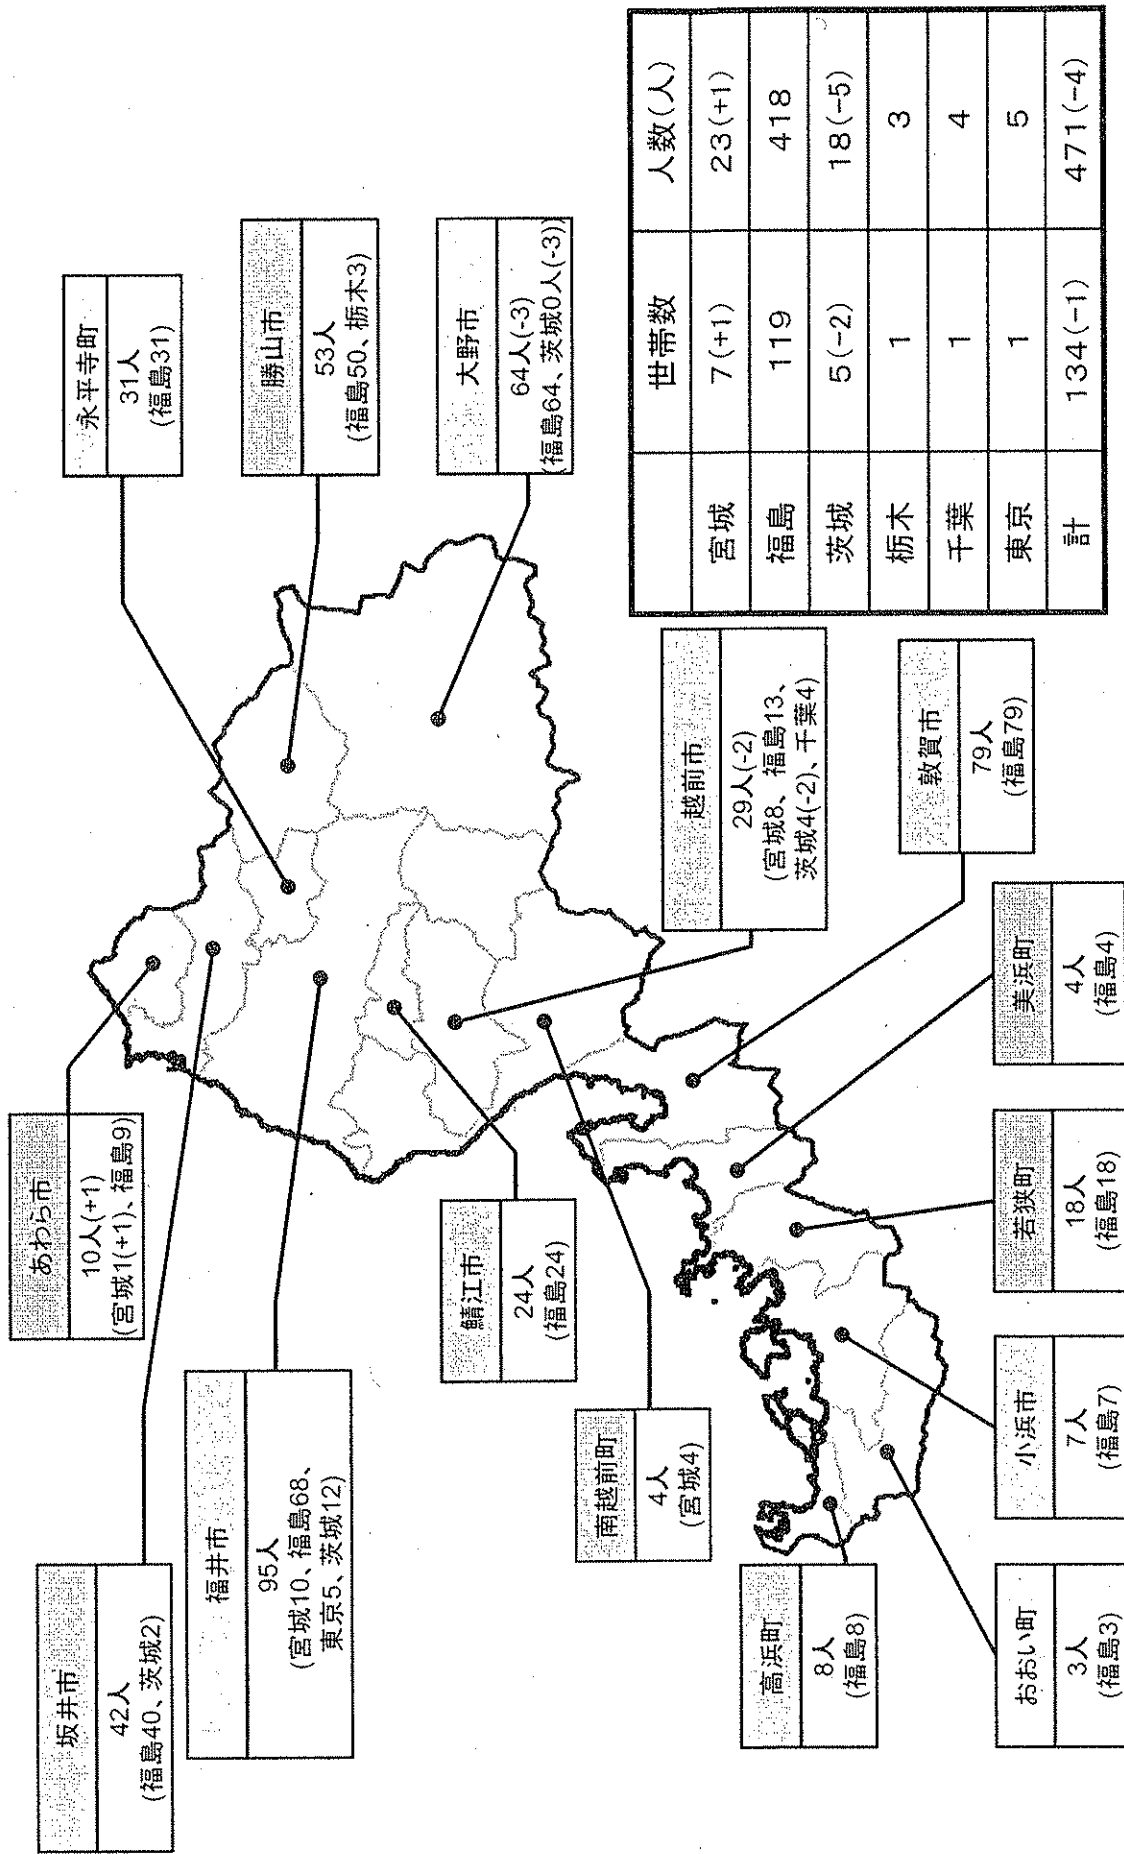 坂井市
42人
(福島40、茨城2)
あわら市
10人(+1)
(宮城1(+1)、福島9)
永平寺町
31人
(福島31)
福井市
95人
(宮城10、福島68、
東京5、茨城12)
勝山市
53人
(福島50、栃木3)
鯖江市
24人
(福島24)
大野市
64人(-3)
(福島64、茨城0人(-3))
南越前町
4人
(宮城4)
越前市
29人(-2)
(宮城8、福島13、
茨城4(-2)、千葉4)
高浜町
8人
(福島8)
敦賀市
79人
(福島79)
おおい町
3人
(福島3)
小浜市
7人
(福島7)
若狭町
18人
(福島18)
美浜町
4人
(福島4)
世帯数 人数(人)
宮城 7(+1) 23(+1)
福島 119 418
茨城 5(-2) 18(-5)
栃木 1 3
千葉 1 4
東京 1 5
計 134(-1) 471(-4)